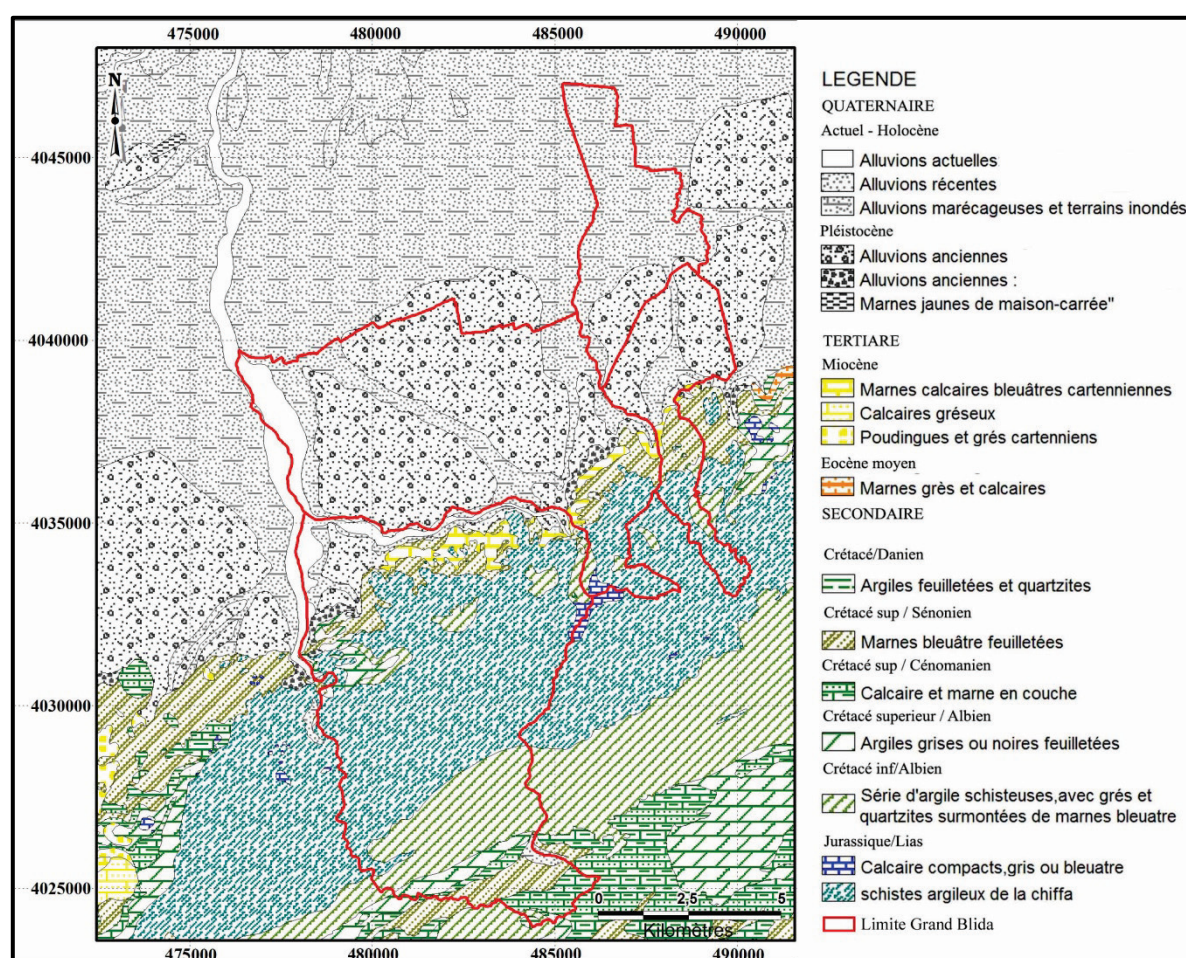 475000 480000 485000 490000
N
4045000
4040000
4035000
4030000
4025000
0 2,5 5
Kilomètres
475000 480000 485000 490000
LEGENDE
QUATERNAIRE
Actuel - Holocène
Alluvions actuelles
Alluvions récentes
Alluvions marécageuses et terrains inondés
Pléistocène
Alluvions anciennes
Alluvions anciennes :
Marnes jaunes de maison-carrée"
TERTIARE
Miocène
Marnes calcaires bleuâtres cartenniennes
Calcaires gréseux
Poudingues et grés cartenniens
Eocène moyen
Marnes grès et calcaires
SECONDAIRE
Crétacé/Danien
Argiles feuilletées et quartzites
Crétacé sup / Sénonien
Marnes bleuâtre feuilletées
Crétacé sup / Cénomanien
Calcaire et marne en couche
Crétacé superieur / Albien
Argiles grises ou noires feuilletées
Crétacé inf/Albien
Série d'argile schisteuses,avec grés et
quartzites surmontées de marnes bleuatre
Jurassique/Lias
Calcaire compacts,gris ou bleuatre
schistes argileux de la chiffa
Limite Grand Blida